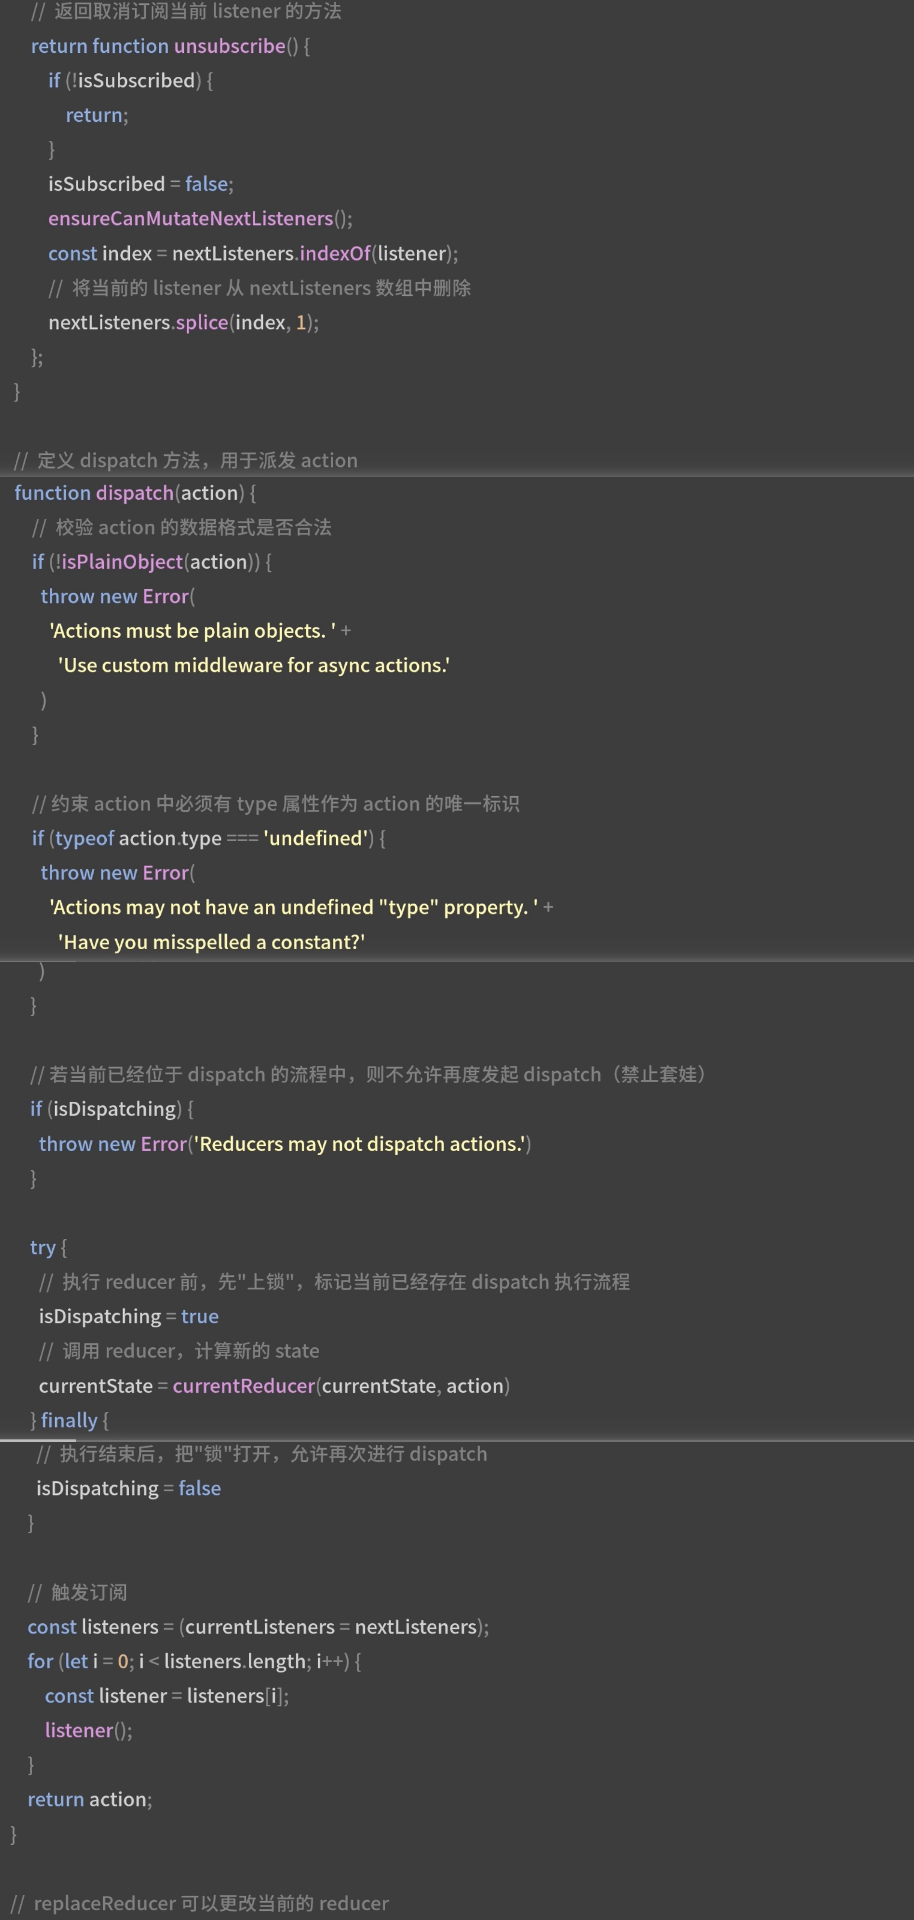 //  返回取消订阅当前 listener 的方法
return function unsubscribe() {
if (!isSubscribed) {
return;
}
isSubscribed = false;
ensureCanMutateNextListeners();
const index = nextListeners.indexOf(listener);
//  将当前的 listener 从 nextListeners 数组中删除
nextListeners.splice(index, 1);
};
}
//  定义 dispatch 方法，用于派发 action
function dispatch(action) {
//  校验 action 的数据格式是否合法
if (!isPlainObject(action)) {
throw new Error(
'Actions must be plain objects. ' +
'Use custom middleware for async actions.'
)
}
// 约束 action 中必须有 type 属性作为 action 的唯一标识
if (typeof action.type === 'undefined') {
throw new Error(
'Actions may not have an undefined "type" property. ' +
'Have you misspelled a constant?'
)
}
// 若当前已经位于 dispatch 的流程中，则不允许再度发起 dispatch（禁止套娃）
if (isDispatching) {
throw new Error('Reducers may not dispatch actions.')
}
try {
//  执行 reducer 前，先"上锁"，标记当前已经存在 dispatch 执行流程
isDispatching = true
//  调用 reducer，计算新的 state
currentState = currentReducer(currentState, action)
} finally {
//  执行结束后，把"锁"打开，允许再次进行 dispatch
isDispatching = false
}
//  触发订阅
const listeners = (currentListeners = nextListeners);
for (let i = 0; i < listeners.length; i++) {
const listener = listeners[i];
listener();
}
return action;
}
//  replaceReducer 可以更改当前的 reducer